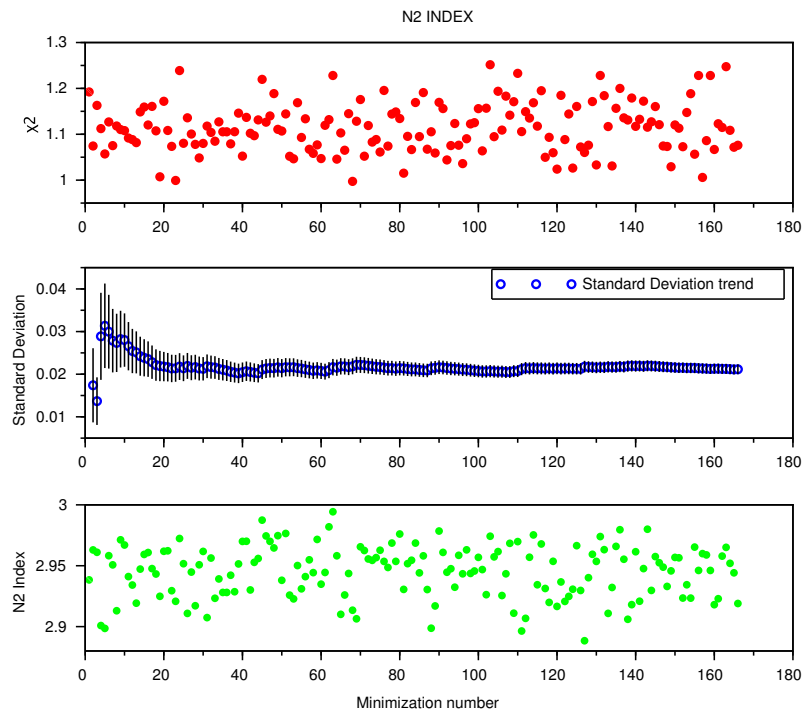 N2 INDEX
1.3
1.2
1.1
1
χ2
0 20 40 60 80 100 120 140 160 180
0.04
0.03
0.02
0.01
Standard Deviation
Standard Deviation trend
0 20 40 60 80 100 120 140 160 180
3
2.95
2.9
N2 Index
0 20 40 60 80 100 120 140 160 180
Minimization number